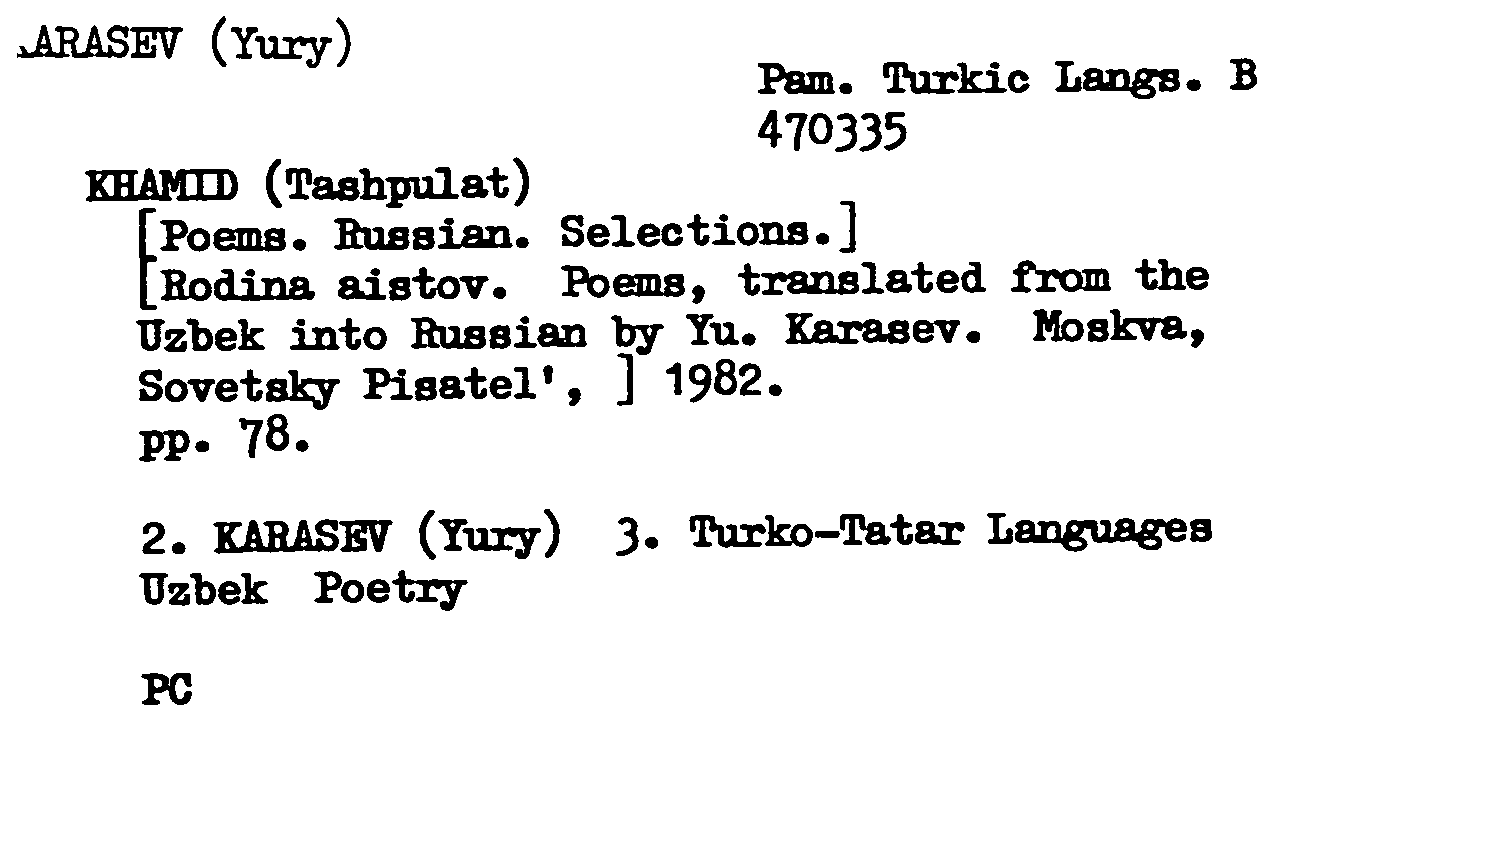 ARASEV (Yury)
Pam. Turkic Langs. B
470335
KHAMID (Tashpulat)
[Poems. Russian. Selections.]
[Rodina aistov. Poems, translated from the
Uzbek into Russian by Yu. Karasev. Moskva,
Sovetsky Pisatel', ] 1982.
pp. 78.
2. KARASEV (Yury) 3. Turko-Tatar Languages
Uzbek Poetry
PC